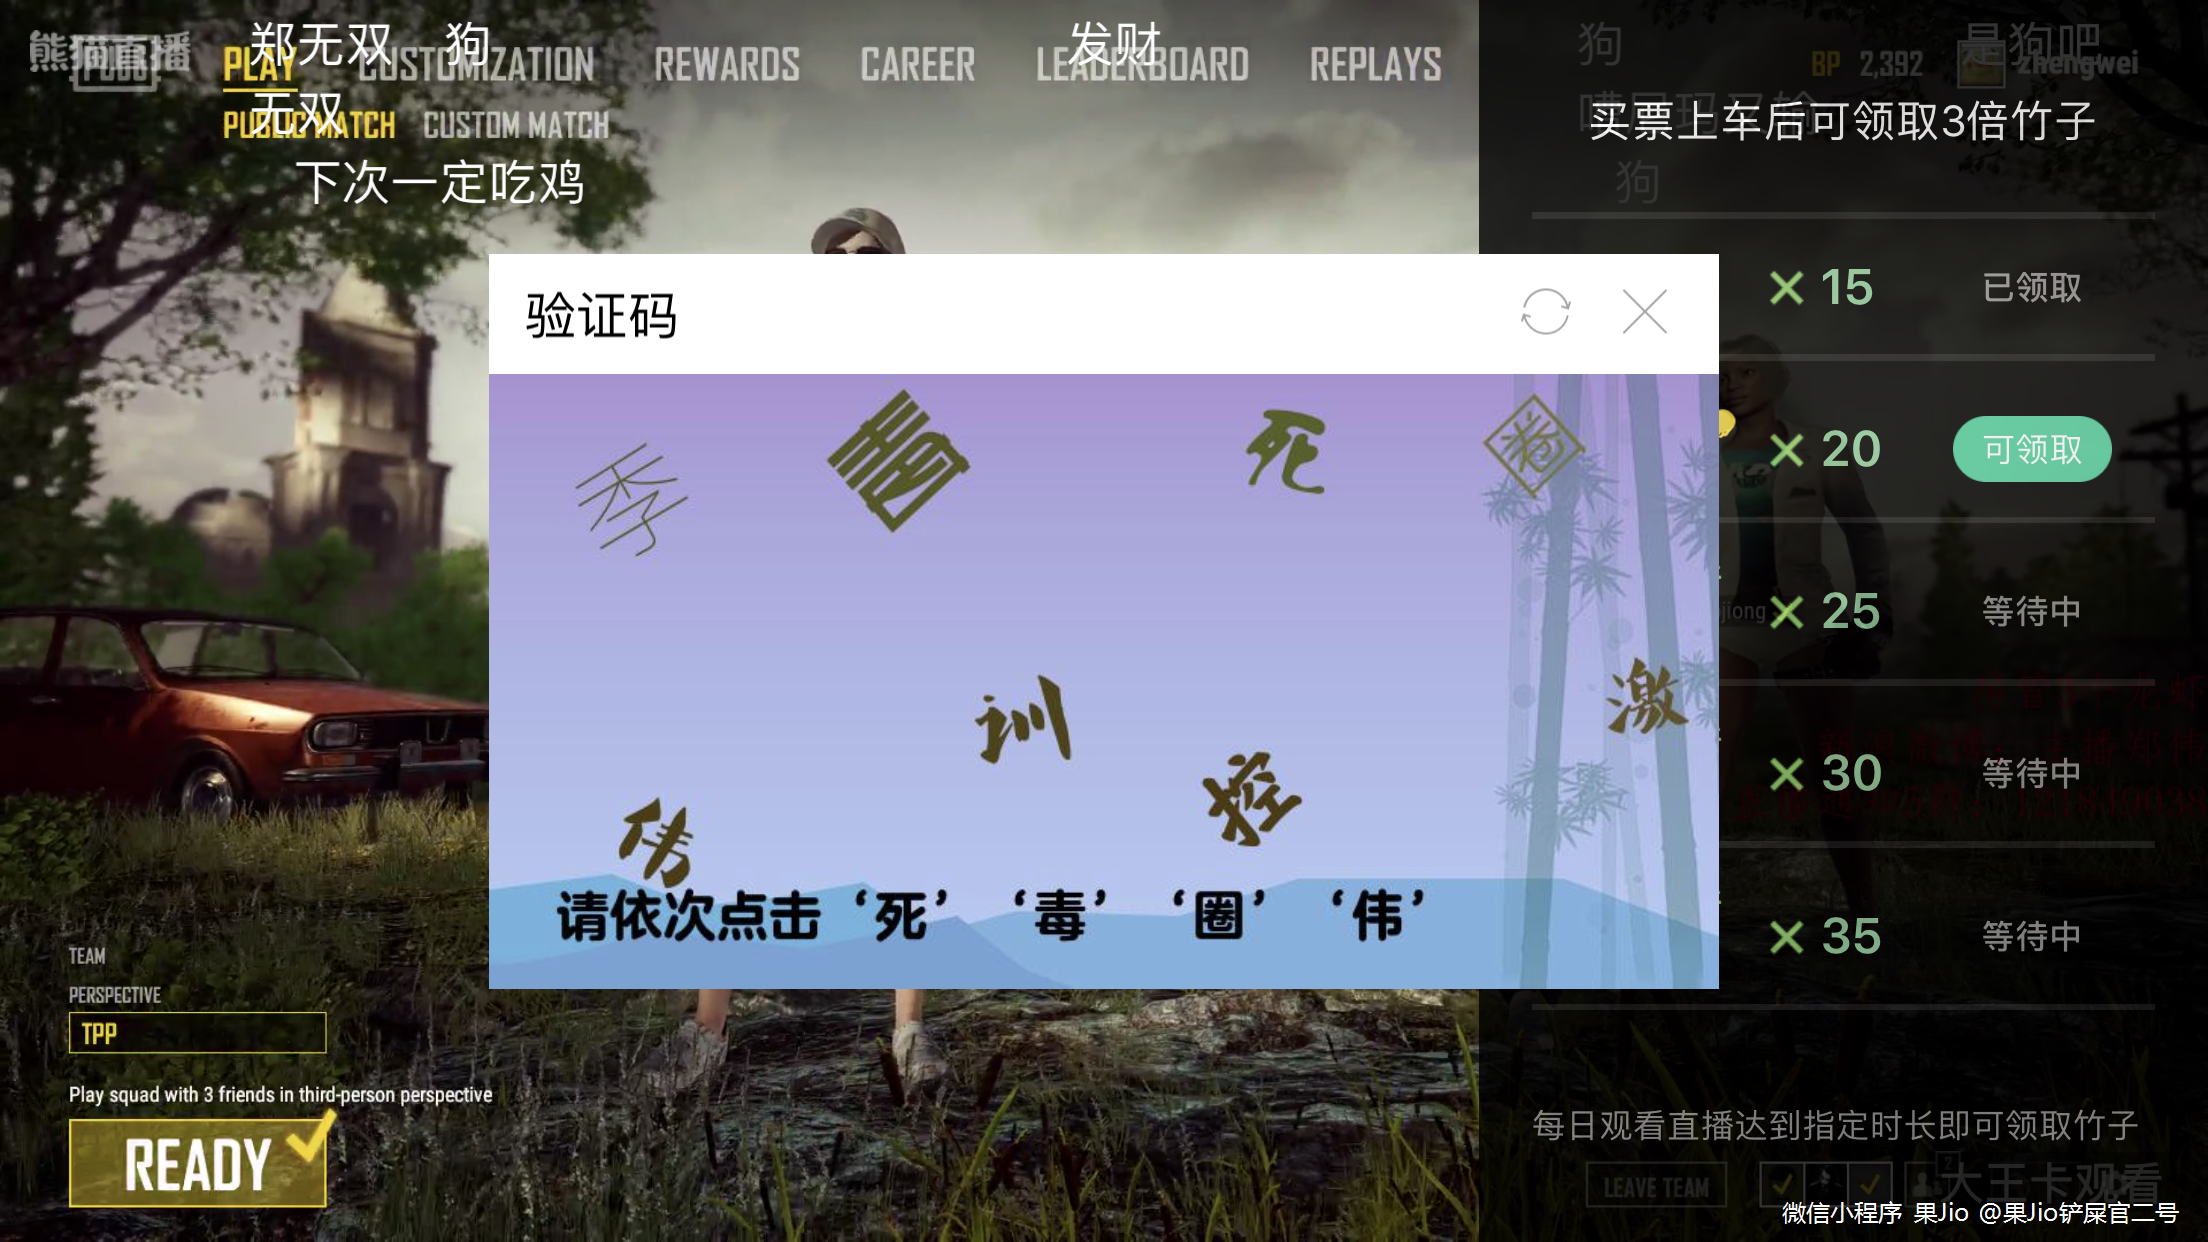 熊猫直播
郑无双 狗 发财 狗 是狗吧
PLAY CUSTOMIZATION REWARDS CAREER LEADERBOARD REPLAYS BP 2,392 zhengwei
无双
PUBLIC MATCH CUSTOM MATCH
买票上车后可领取3倍竹子
下次一定吃鸡 狗
验证码
× 15 已领取
× 20 可领取
× 25 等待中
× 30 等待中
× 35 等待中
季 毒 死 圈
训 激
伟 控
请依次点击‘死’ ‘毒’ ‘圈’ ‘伟’
TEAM
PERSPECTIVE
TPP
Play squad with 3 friends in third-person perspective
READY
每日观看直播达到指定时长即可领取竹子
LEAVE TEAM
大王卡观看
微信小程序 果Jio @果Jio铲屎官二号